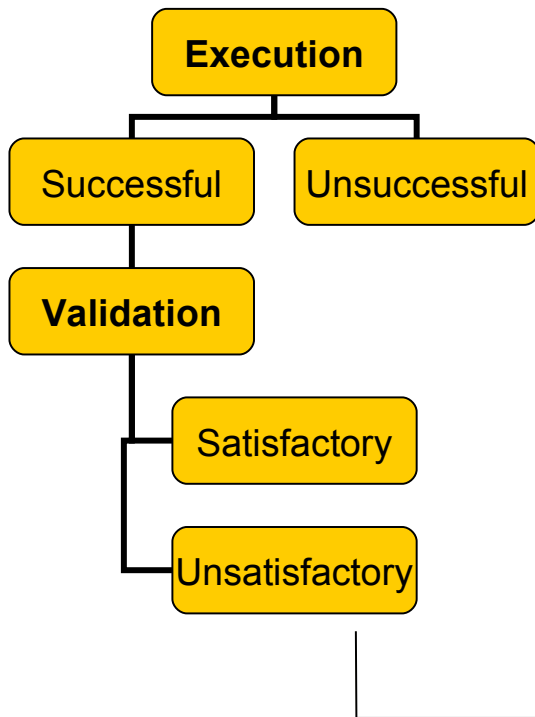 Execution
Successful
Unsuccessful
Validation
Satisfactory
Unsatisfactory